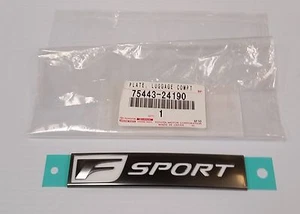 PLATE, LUGGAGE COMPT
75443-24190
1
F SPORT